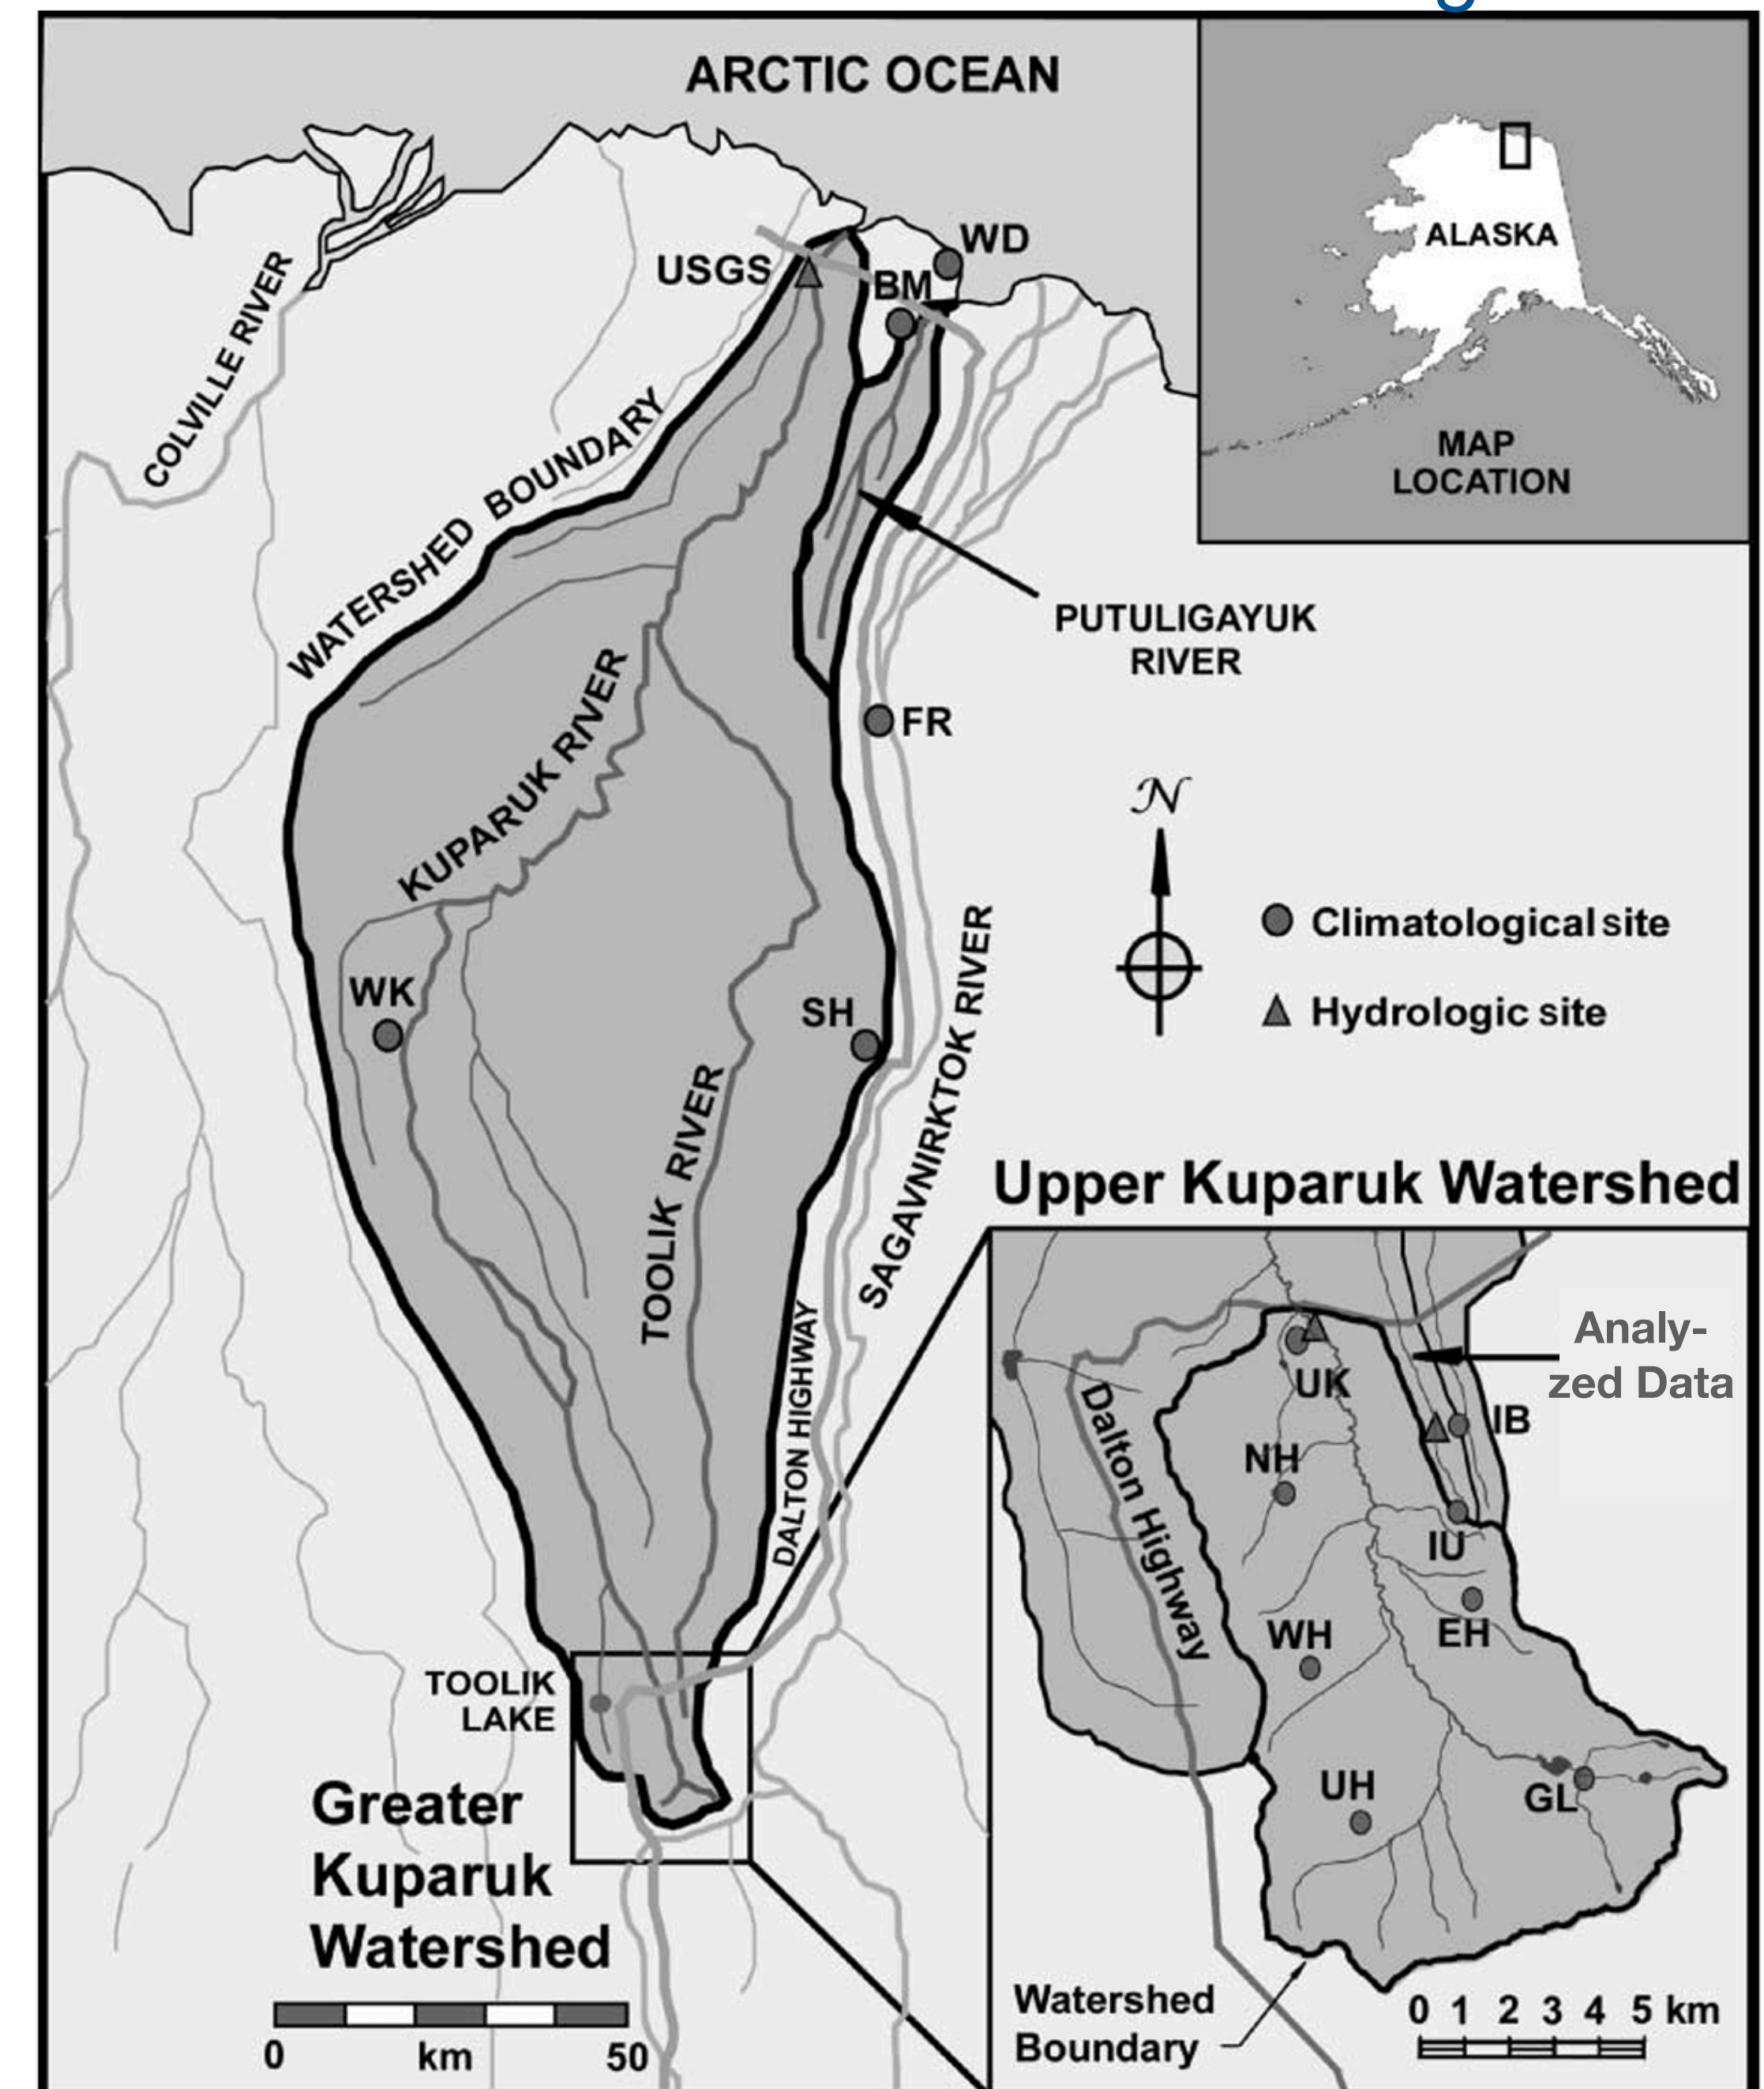 ARCTIC OCEAN
WD
USGS
BM
COLVILLE RIVER
ALASKA
MAP
LOCATION
WATERSHED BOUNDARY
PUTULIGAYUK
RIVER
FR
KUPARUK RIVER
N
Climatological site
Hydrologic site
WK
SH
SAGAVNIRKTOK RIVER
TOOLIK RIVER
DALTON HIGHWAY
Upper Kuparuk Watershed
Analy-
zed Data
UK
IB
Dalton Highway
NH
IU
WH
EH
UH
GL
TOOLIK
LAKE
Greater
Kuparuk
Watershed
0 km 50
Watershed
Boundary
0 1 2 3 4 5 km